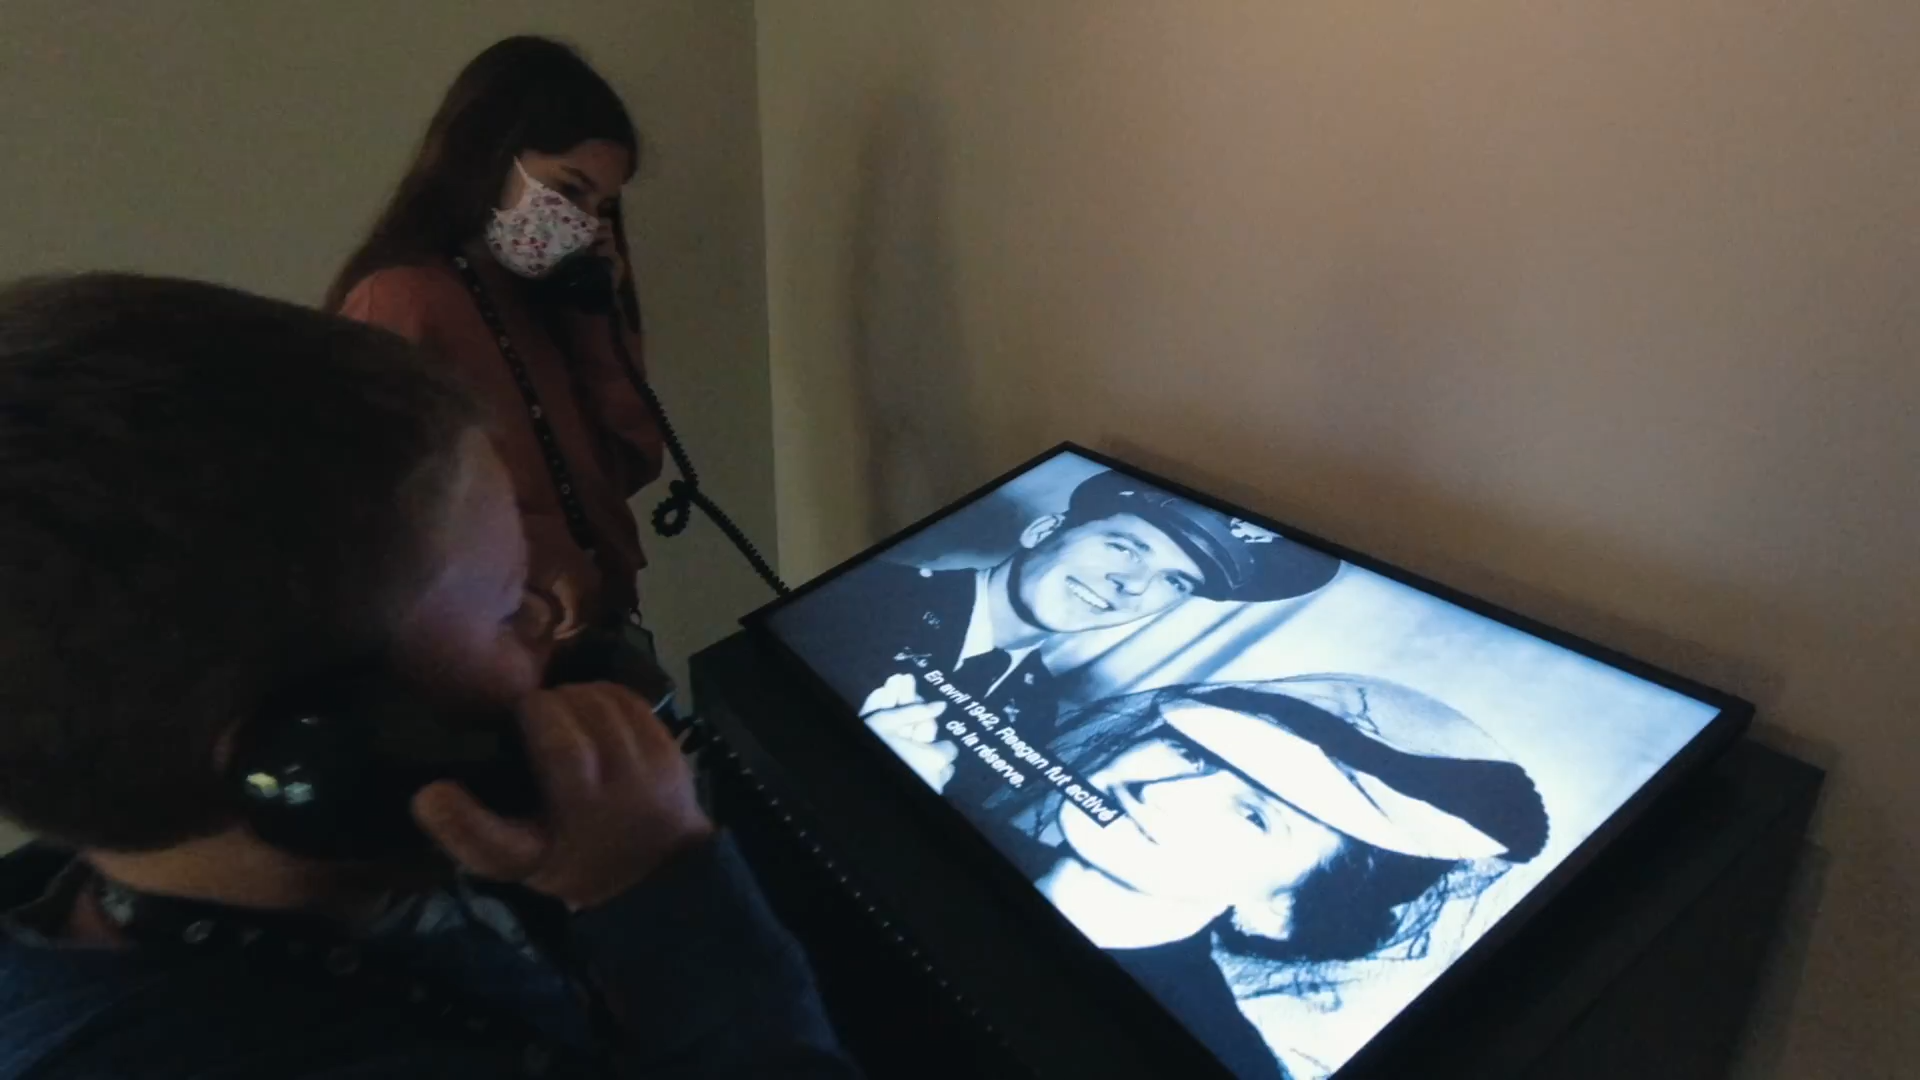 En avril 1942, Reagan fut activé
de la réserve.